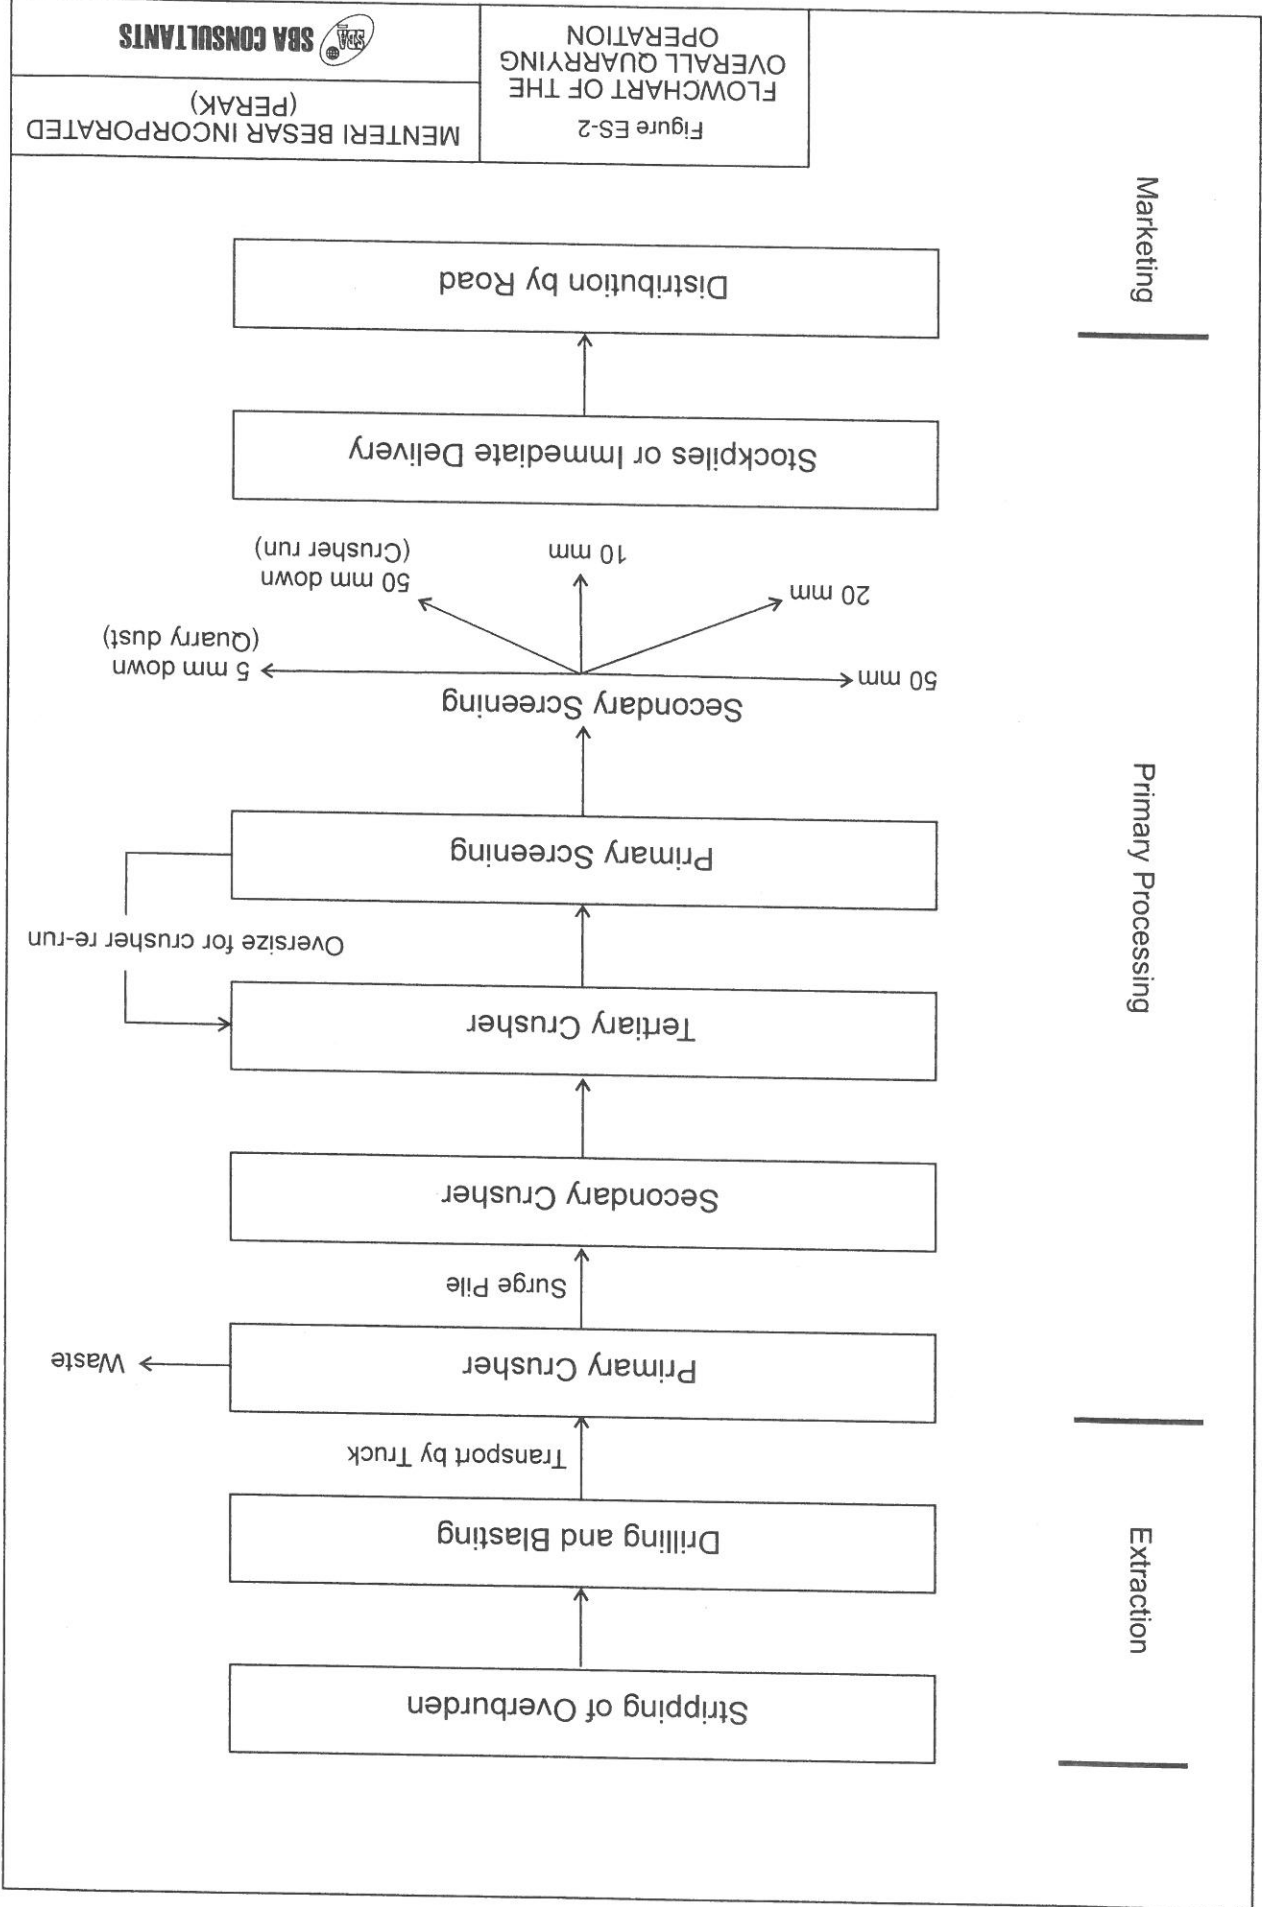 Extraction
Stripping of Overburden
Drilling and Blasting
Transport by Truck
Primary Processing
Primary Crusher
Waste
Surge Pile
Secondary Crusher
Tertiary Crusher
Oversize for crusher re-run
Primary Screening
Secondary Screening
50 mm
20 mm
10 mm
50 mm down
(Crusher run)
5 mm down
(Quarry dust)
Stockpiles or Immediate Delivery
Marketing
Distribution by Road
Figure ES-2
FLOWCHART OF THE
OVERALL QUARRYING
OPERATION
MENTERI BESAR INCORPORATED
(PERAK)
SBA
SBA CONSULTANTS